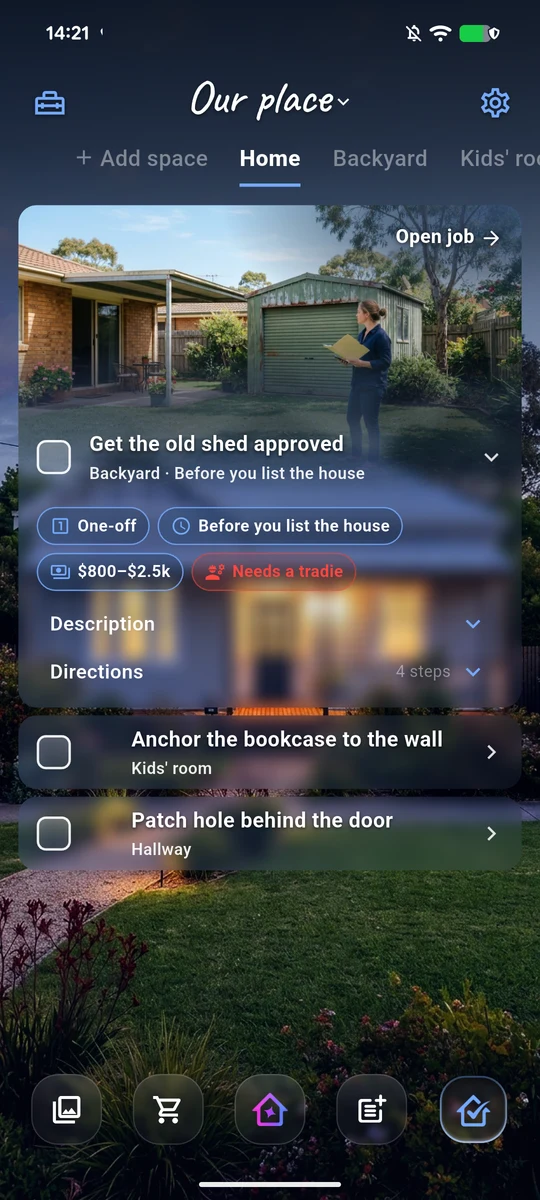 14:21
Our place
+ Add space
Home
Backyard
Kids' roo
Open job →
Get the old shed approved
Backyard · Before you list the house
1 One-off
Before you list the house
$800–$2.5k
Needs a tradie
Description
Directions
4 steps
Anchor the bookcase to the wall
Kids' room
Patch hole behind the door
Hallway